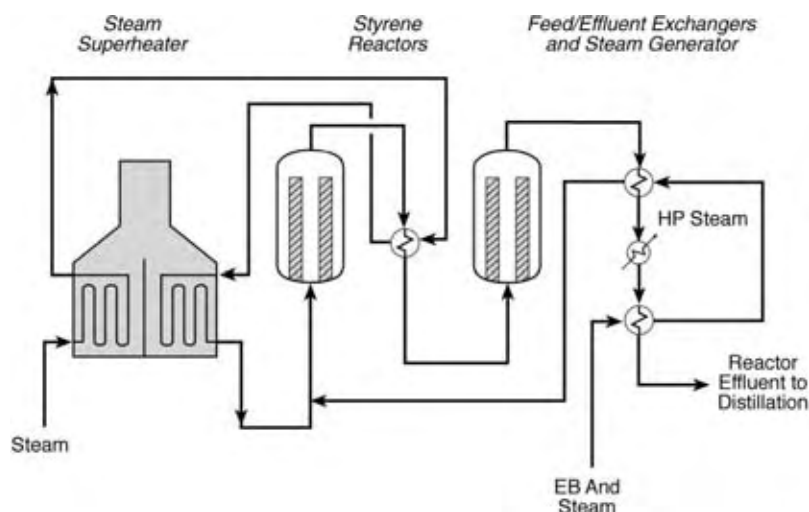 Steam
Superheater
Styrene
Reactors
Feed/Effluent Exchangers
and Steam Generator
HP Steam
Reactor
Effluent to
Distillation
Steam
EB And
Steam